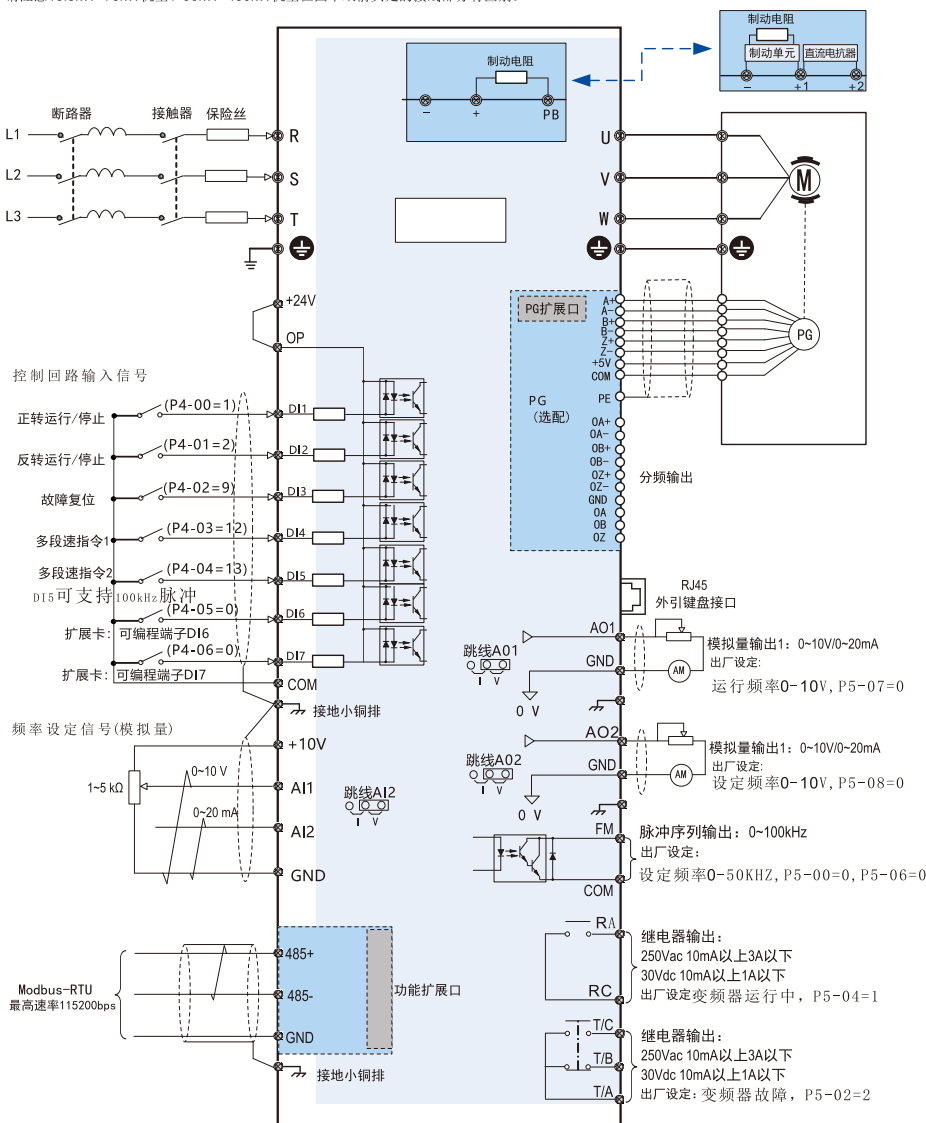 制动电阻
制动单元
直流电抗器
−
+1
+2
制动电阻
−
+
PB
断路器
接触器
保险丝
L1
R
U
L2
S
V
M
L3
T
W
+24V
OP
PG扩展口
PG
(选配)
A+
A-
B+
B-
Z+
Z-
+5V
COM
PE
OA+
OA-
OB+
OB-
OZ+
OZ-
GND
OA
OB
OZ
PG
分频输出
控制回路输入信号
正转运行/停止
(P4-00=1)
DI1
反转运行/停止
(P4-01=2)
DI2
故障复位
(P4-02=9)
DI3
多段速指令1
(P4-03=12)
DI4
多段速指令2
(P4-04=13)
DI5
DI5可支持100kHz脉冲
(P4-05=0)
DI6
扩展卡: 可编程端子DI6
(P4-06=0)
DI7
扩展卡: 可编程端子DI7
COM
接地小铜排
RJ45
外引键盘接口
AO1
跳线AO1
I V
GND
0 V
AM
模拟量输出1: 0~10V/0~20mA
出厂设定:
运行频率0-10V, P5-07=0
频率设定信号(模拟量)
+10V
1~5 kΩ
0~10 V
AI1
0~20 mA
AI2
GND
跳线AI2
I V
AO2
跳线AO2
I V
GND
0 V
AM
模拟量输出1: 0~10V/0~20mA
出厂设定:
设定频率0-10V, P5-08=0
FM
COM
脉冲序列输出: 0~100kHz
出厂设定:
设定频率0-50KHZ, P5-00=0, P5-06=0
Modbus-RTU
最高速率115200bps
485+
485-
GND
功能扩展口
接地小铜排
RA
RC
继电器输出:
250Vac 10mA以上3A以下
30Vdc 10mA以上1A以下
出厂设定变频器运行中, P5-04=1
T/C
T/B
T/A
继电器输出:
250Vac 10mA以上3A以下
30Vdc 10mA以上1A以下
出厂设定: 变频器故障, P5-02=2